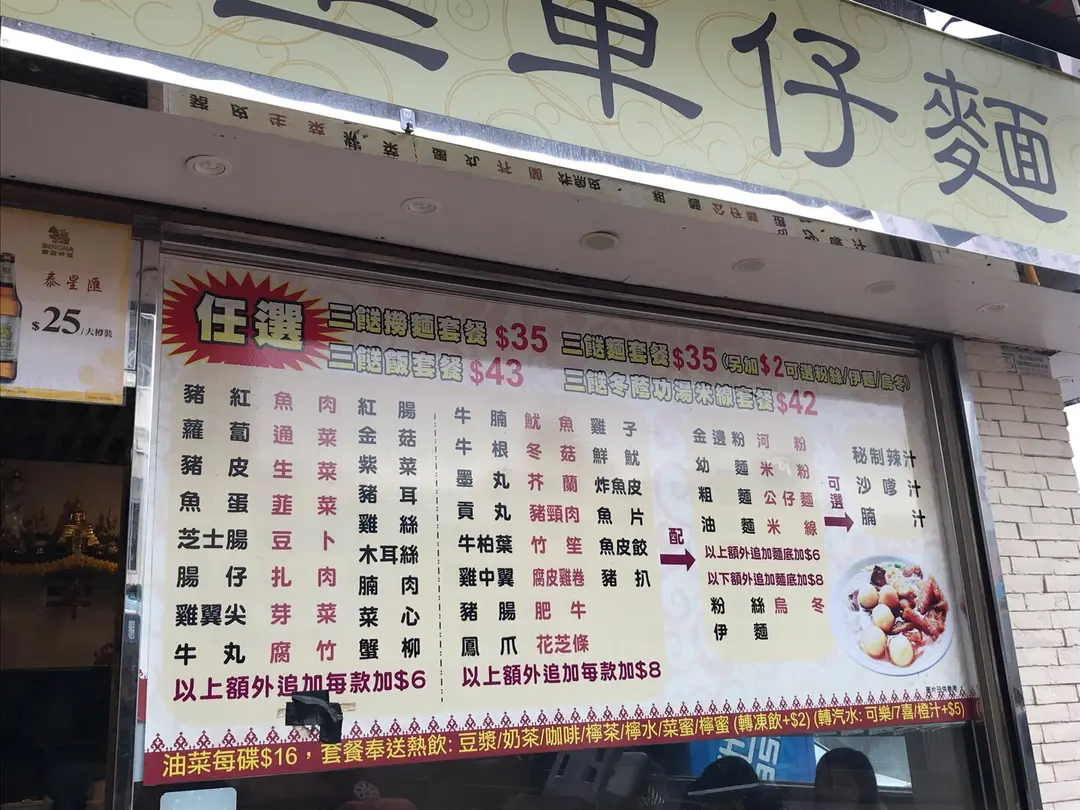 車仔麵
SINGHA
泰星匯
$25/大樽裝
任選
三餸撈麵套餐 $35 三餸麵套餐 $35 (另加$2可選粉絲/伊麵/烏冬)
三餸飯套餐 $43 三餸冬陰功湯米線套餐 $42
豬紅 魚肉 紅腸
蘿蔔 通菜 金菇
豬皮 生菜 紫菜
魚蛋 韮菜 豬耳
芝士腸 豆卜 雞絲
腸仔 扎肉 木耳絲
雞翼尖 芽菜 腩肉
牛丸 腐竹 菜心
蟹柳
以上額外追加每款加$6
牛腩 魷魚 雞子
牛根 冬菇 鮮魷
墨丸 芥蘭 炸魚皮
貢丸 豬頸肉 魚片
牛柏葉 竹笙 魚皮餃
雞中翼 腐皮雞卷 豬扒
豬腸 肥牛
鳳爪 花芝條
以上額外追加每款加$8
配
金邊粉 河粉
幼麵 米粉
粗麵 公仔麵
油麵 米線
以上額外追加麵底加$6
以下額外追加麵底加$8
粉絲 烏冬
伊麵
可選
秘制辣汁
沙嗲汁
腩汁
圖片只供參考
油菜每碟$16，套餐奉送熱飲: 豆漿/奶茶/咖啡/檸茶/檸水/菜蜜/檸蜜 (轉凍飲+$2) (轉汽水: 可樂/7喜/橙汁+$5)